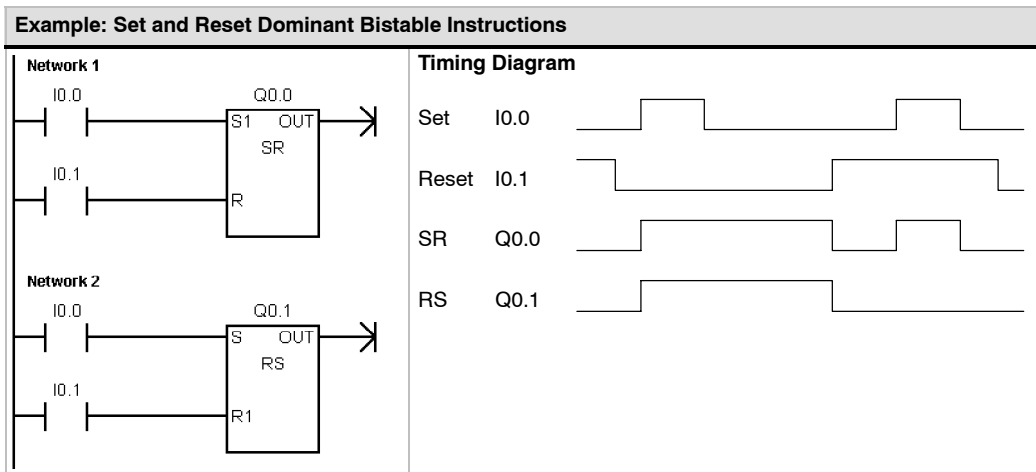 Example: Set and Reset Dominant Bistable Instructions
Network 1
I0.0
Q0.0
S1 OUT
SR
I0.1
R
Network 2
I0.0
Q0.1
S OUT
RS
I0.1
R1
Timing Diagram
Set I0.0
Reset I0.1
SR Q0.0
RS Q0.1